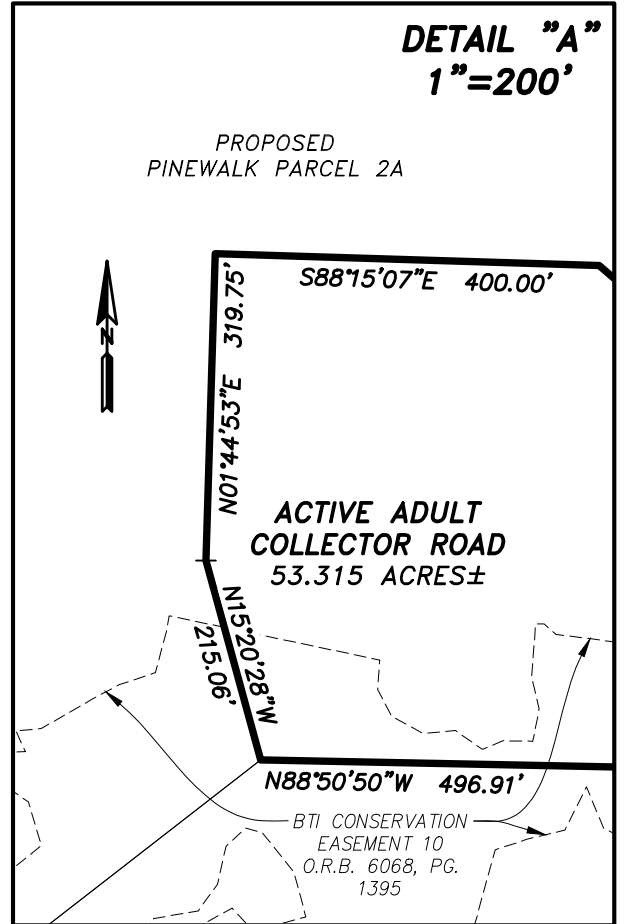 DETAIL "A"
1"=200'
PROPOSED
PINEWALK PARCEL 2A
N
S88°15'07"E 400.00'
N01°44'53"E 319.75'
ACTIVE ADULT
COLLECTOR ROAD
53.315 ACRES±
N15°20'28"W
215.06'
N88°50'50"W 496.91'
BTI CONSERVATION
EASEMENT 10
O.R.B. 6068, PG.
1395